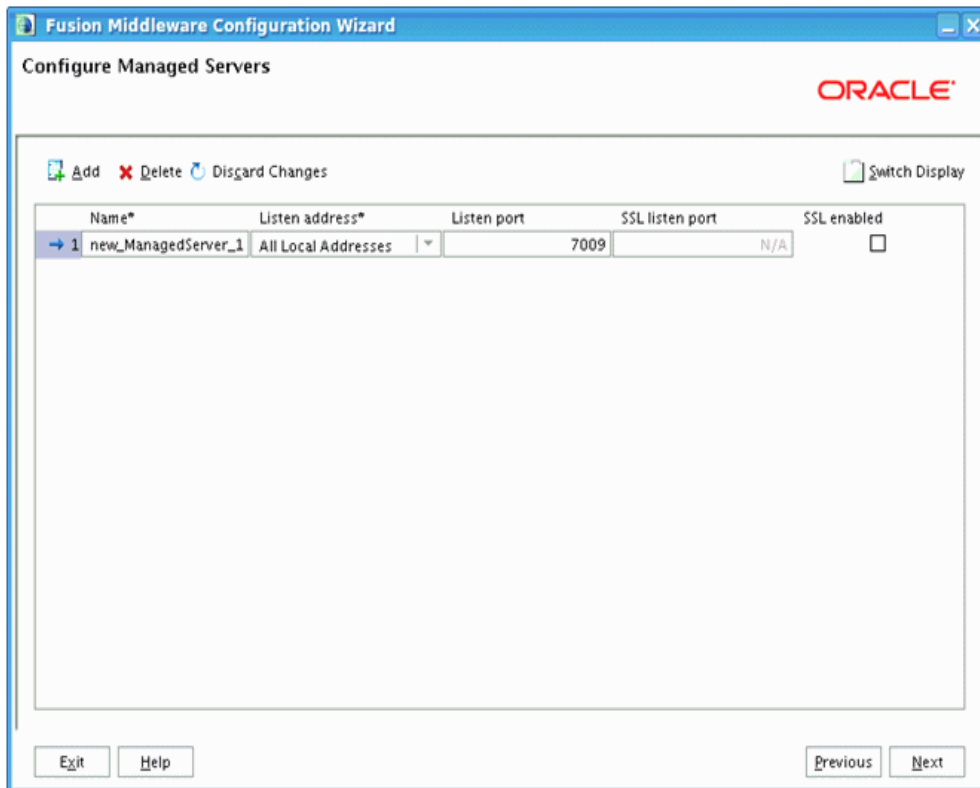 Fusion Middleware Configuration Wizard
Configure Managed Servers
ORACLE
Add Delete Discard Changes Switch Display
Name* Listen address* Listen port SSL listen port SSL enabled
1 new_ManagedServer_1 All Local Addresses 7009 N/A
Exit Help Previous Next